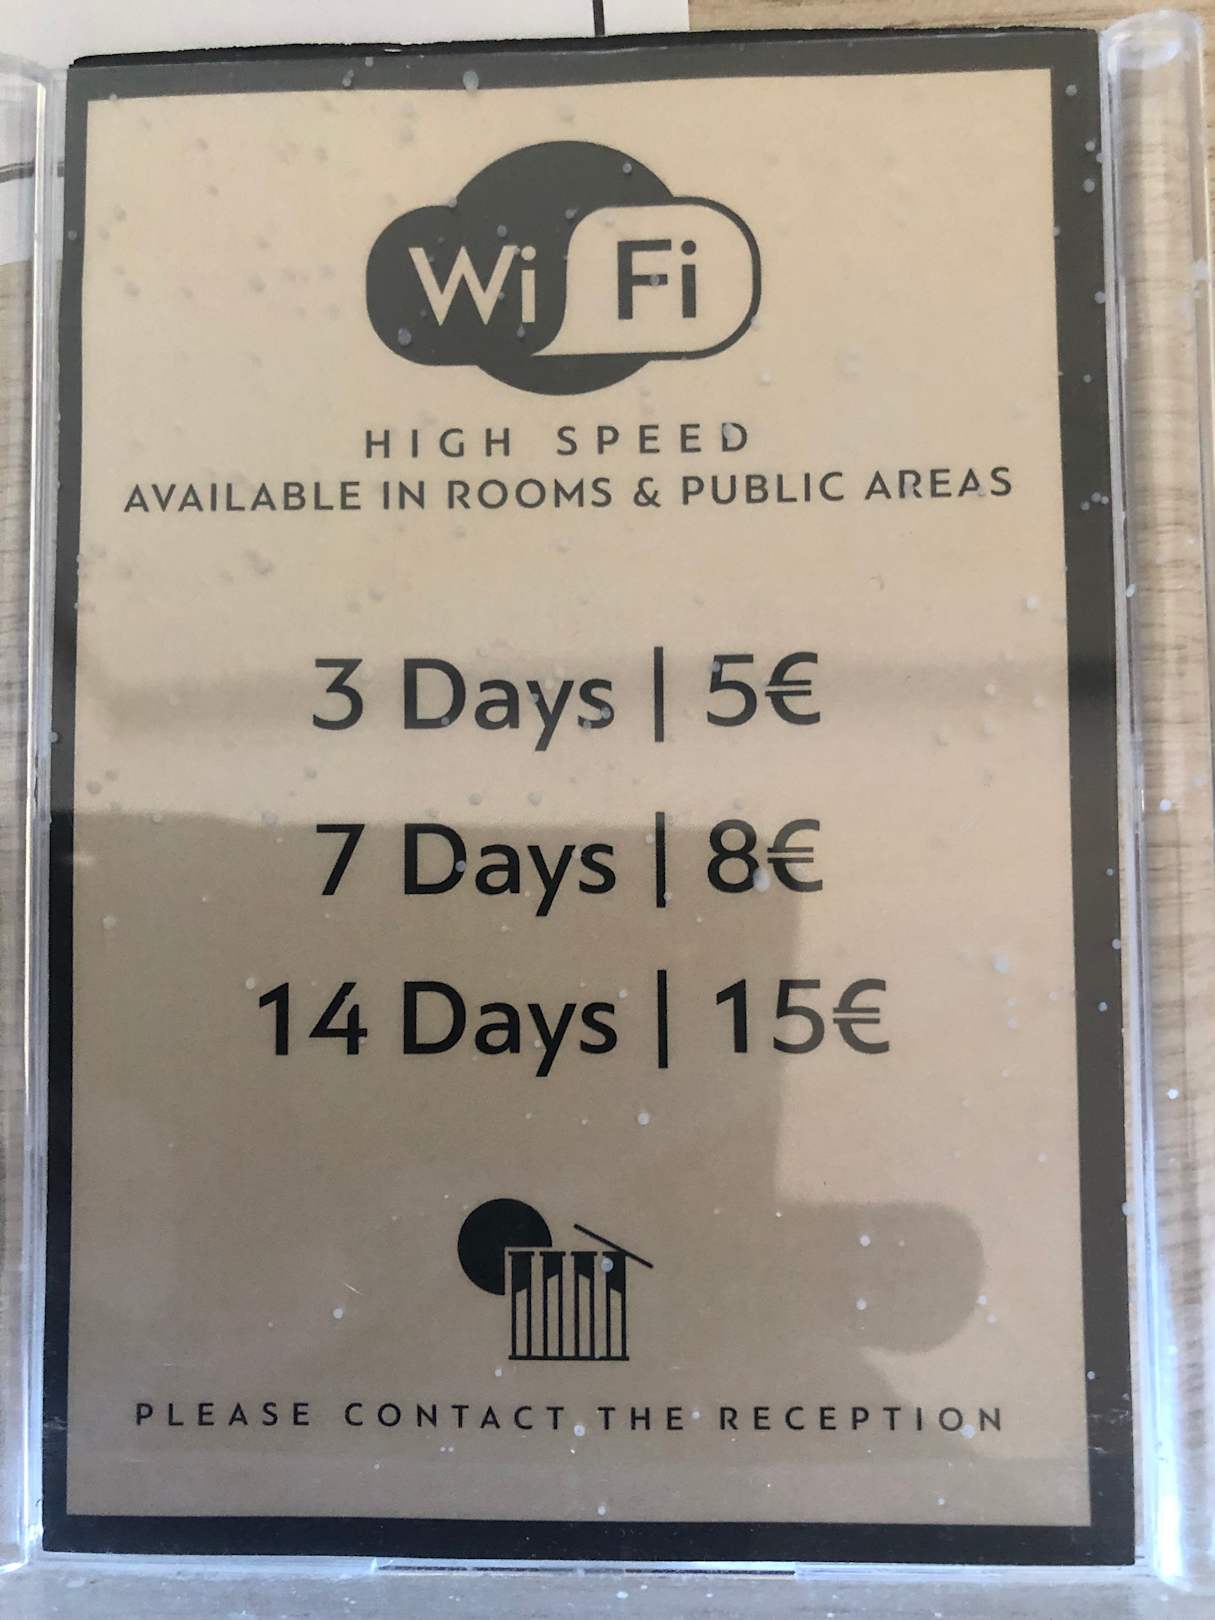 Wi Fi
HIGH SPEED
AVAILABLE IN ROOMS & PUBLIC AREAS
3 Days | 5€
7 Days | 8€
14 Days | 15€
PLEASE CONTACT THE RECEPTION